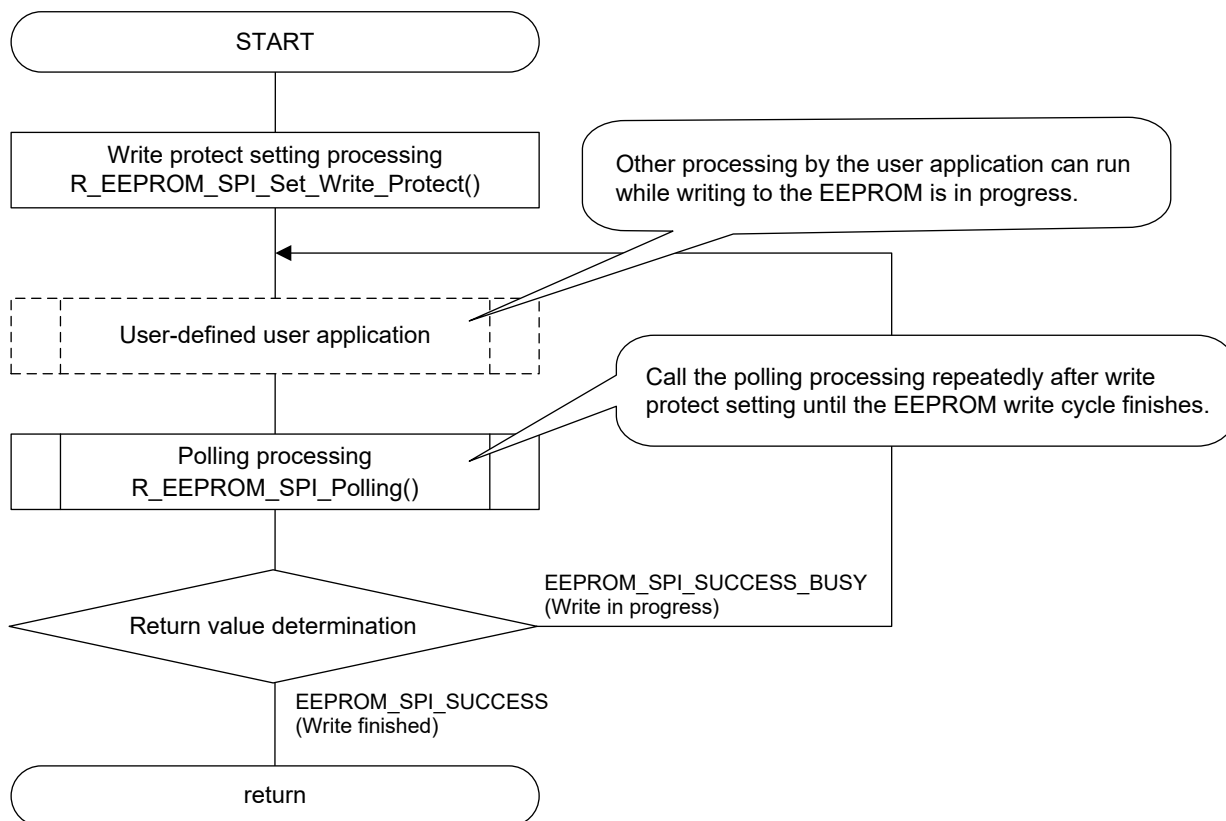 START
Write protect setting processing
R_EEPROM_SPI_Set_Write_Protect()
Other processing by the user application can run
while writing to the EEPROM is in progress.
User-defined user application
Call the polling processing repeatedly after write
protect setting until the EEPROM write cycle finishes.
Polling processing
R_EEPROM_SPI_Polling()
EEPROM_SPI_SUCCESS_BUSY
(Write in progress)
Return value determination
EEPROM_SPI_SUCCESS
(Write finished)
return